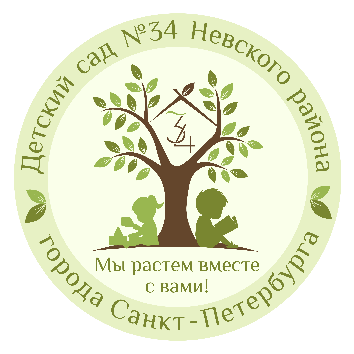 Детский сад №34 Невского района
34
Мы растем вместе
с вами!
города Санкт-Петербурга